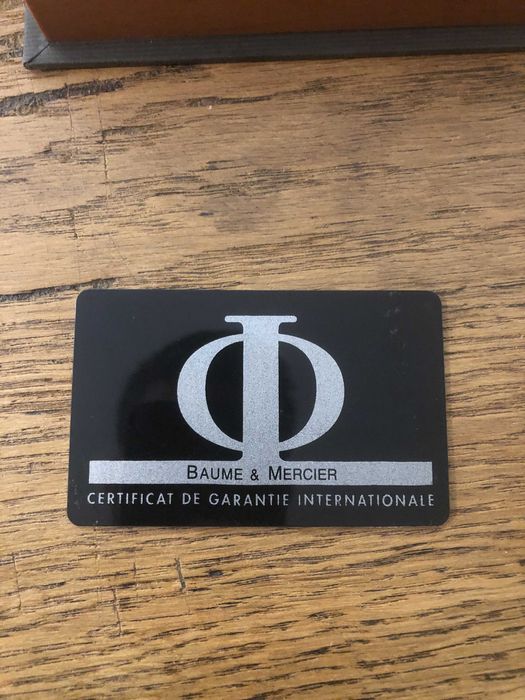 Φ
BAUME & MERCIER
CERTIFICAT DE GARANTIE INTERNATIONALE